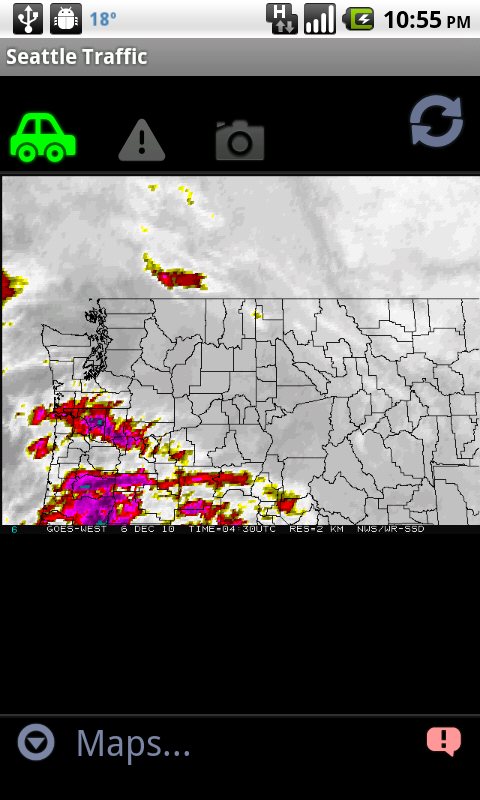 18° H 10:55 PM
Seattle Traffic
6 GOES-WEST 6 DEC 10 TIME=04:30UTC RES=2 KM NWS/WR-SSD
Maps...